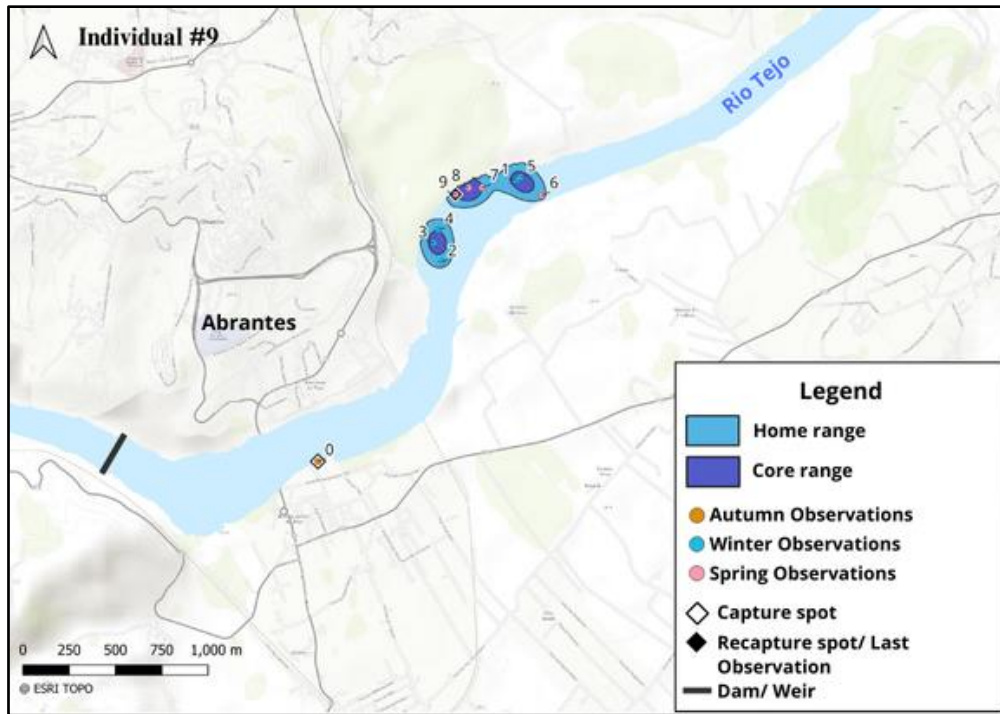 Individual #9
Rio Tejo
1
5
8
7
9
6
4
3
2
Abrantes
0
Legend
Home range
Core range
Autumn Observations
Winter Observations
Spring Observations
Capture spot
Recapture spot/ Last
Observation
Dam/ Weir
0 250 500 750 1,000 m
@ ESRI TOPO